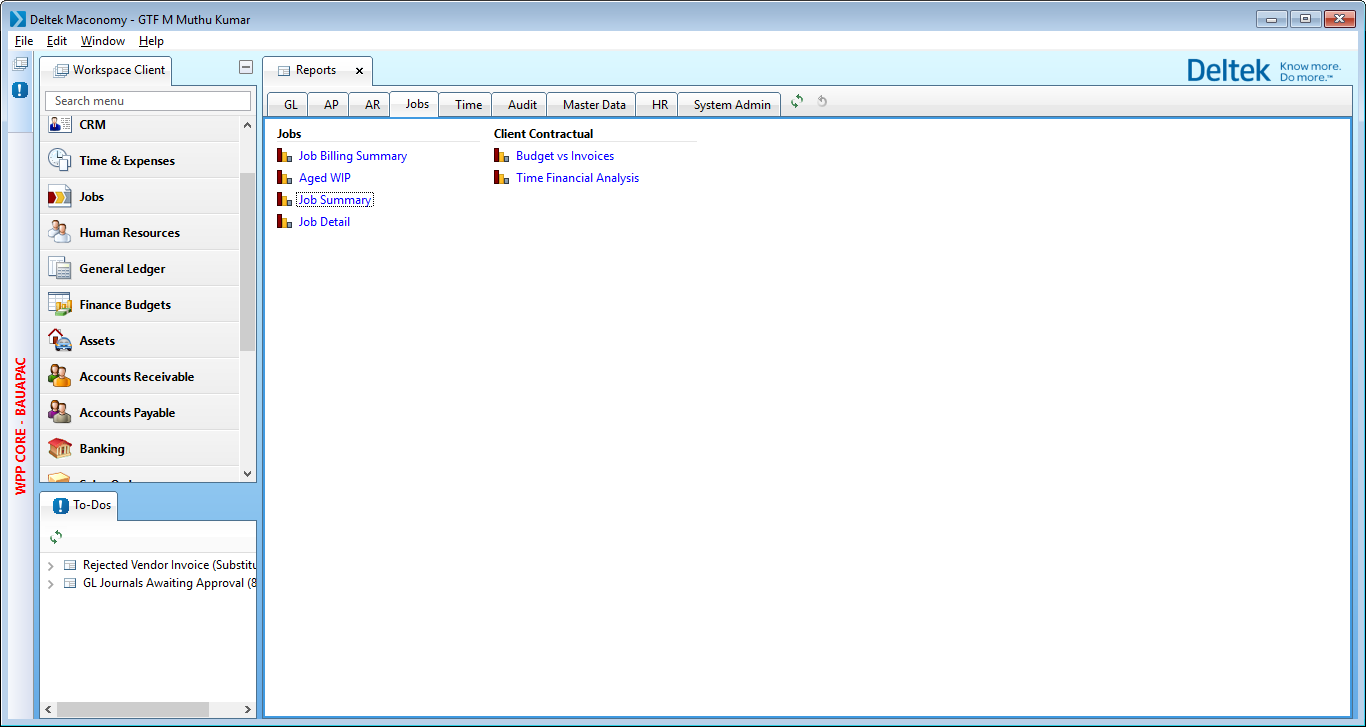 Deltek Maconomy - GTF M Muthu Kumar
File Edit Window Help
Workspace Client
Reports
Deltek Know more. Do more.™
Search menu
GL AP AR Jobs Time Audit Master Data HR System Admin
CRM
Time & Expenses
Jobs
Human Resources
General Ledger
Finance Budgets
Assets
Accounts Receivable
Accounts Payable
Banking
Jobs
Job Billing Summary
Aged WIP
Job Summary
Job Detail
Client Contractual
Budget vs Invoices
Time Financial Analysis
WPP CORE - BAUAPAC
To-Dos
Rejected Vendor Invoice (Substitu
GL Journals Awaiting Approval (8